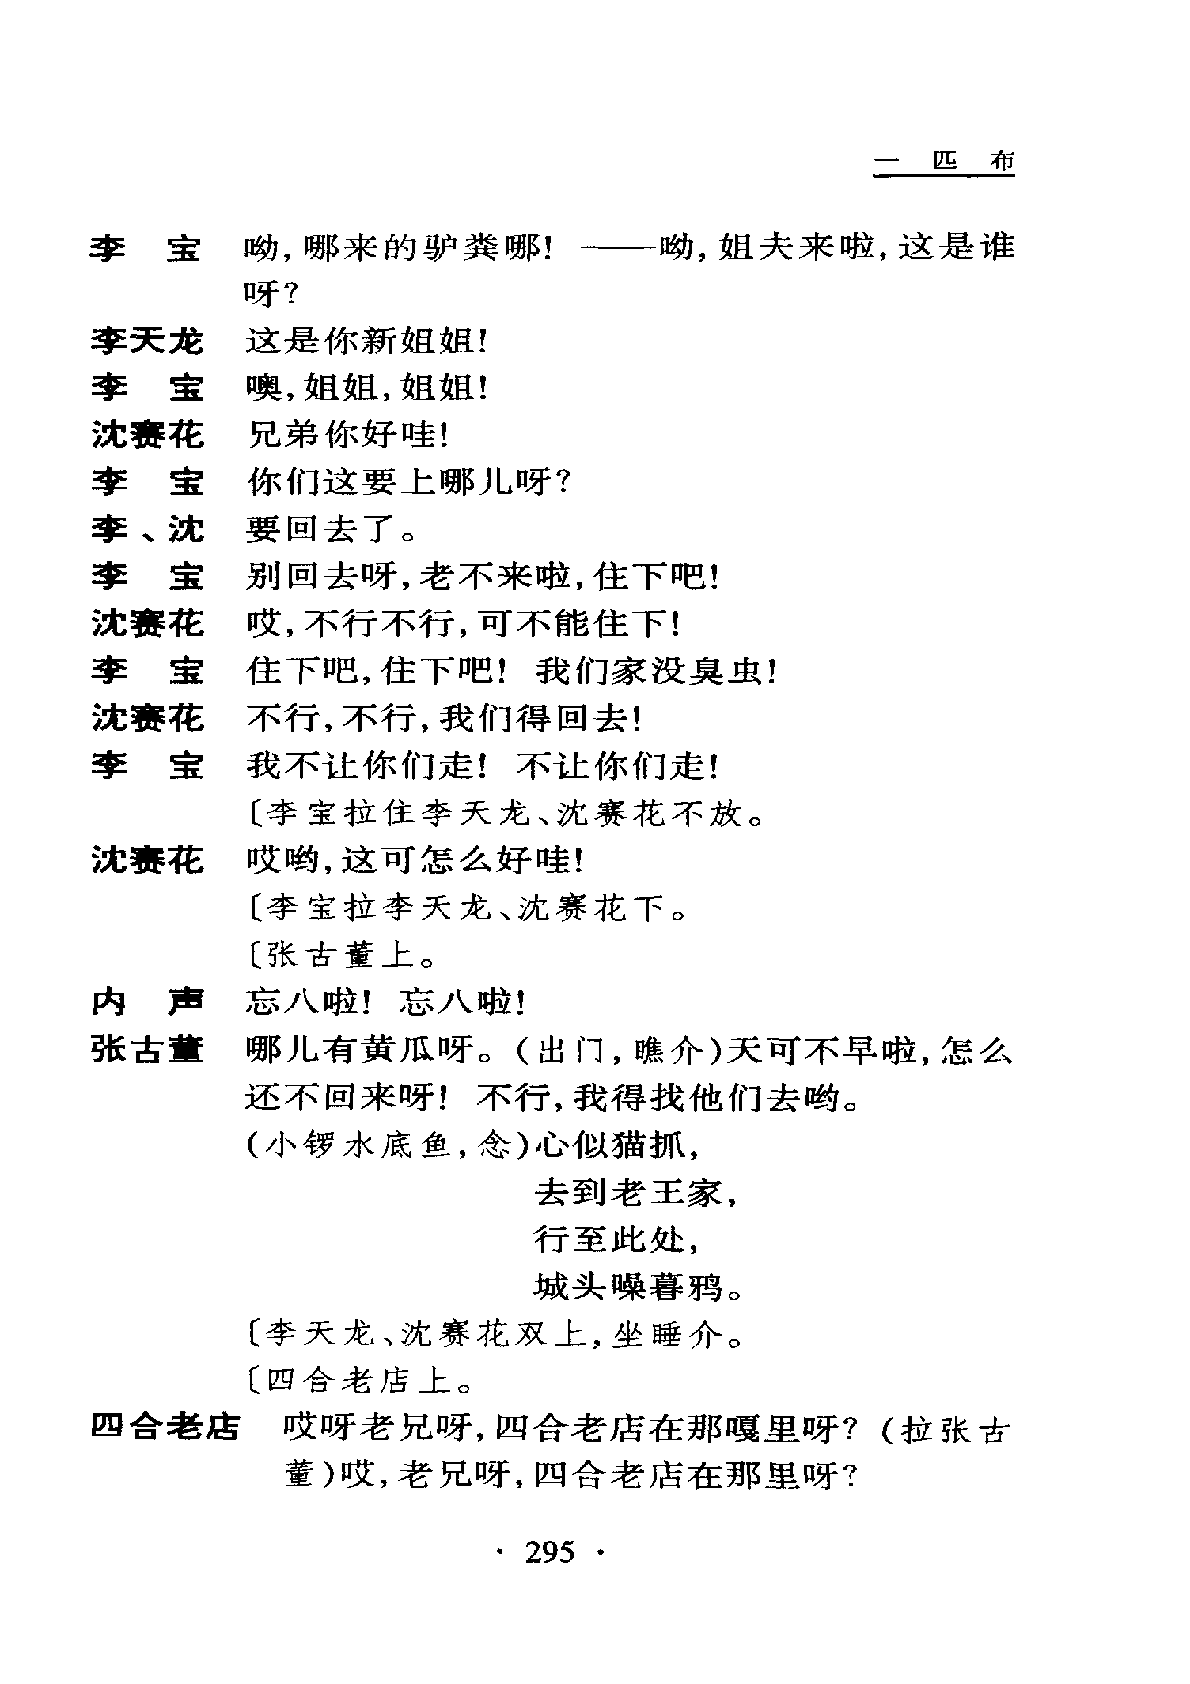 一 匹 布
李　宝　呦,哪来的驴粪哪! ——呦,姐夫来啦,这是谁
呀?
李天龙　这是你新姐姐!
李　宝　噢,姐姐,姐姐!
沈赛花　兄弟你好哇!
李　宝　你们这要上哪儿呀?
李、沈　要回去了。
李　宝　别回去呀,老不来啦,住下吧!
沈赛花　哎,不行不行,可不能住下!
李　宝　住下吧,住下吧! 我们家没臭虫!
沈赛花　不行,不行,我们得回去!
李　宝　我不让你们走! 不让你们走!
〔李宝拉住李天龙、沈赛花不放。
沈赛花　哎哟,这可怎么好哇!
〔李宝拉李天龙、沈赛花下。
〔张古董上。
内　声　忘八啦! 忘八啦!
张古董　哪儿有黄瓜呀。(出门,瞧介)天可不早啦,怎么
还不回来呀! 不行,我得找他们去哟。
(小锣水底鱼,念)心似猫抓,
去到老王家,
行至此处,
城头噪暮鸦。
〔李天龙、沈赛花双上,坐睡介。
〔四合老店上。
四合老店　哎呀老兄呀,四合老店在那嘎里呀? (拉张古
董)哎,老兄呀,四合老店在那里呀?
· 295 ·